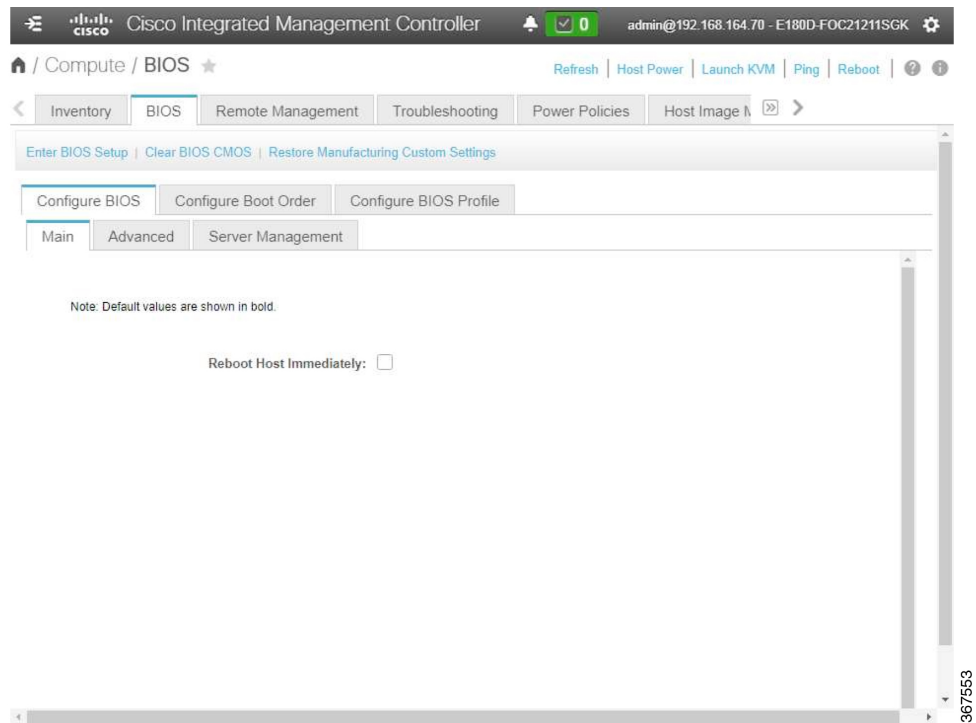 cisco Cisco Integrated Management Controller 0 admin@192.168.164.70 - E180D-FOC21211SGK
/ Compute / BIOS Refresh | Host Power | Launch KVM | Ping | Reboot | ? i
Inventory BIOS Remote Management Troubleshooting Power Policies Host Image
Enter BIOS Setup | Clear BIOS CMOS | Restore Manufacturing Custom Settings
Configure BIOS Configure Boot Order Configure BIOS Profile
Main Advanced Server Management
Note: Default values are shown in bold.
Reboot Host Immediately:
367553